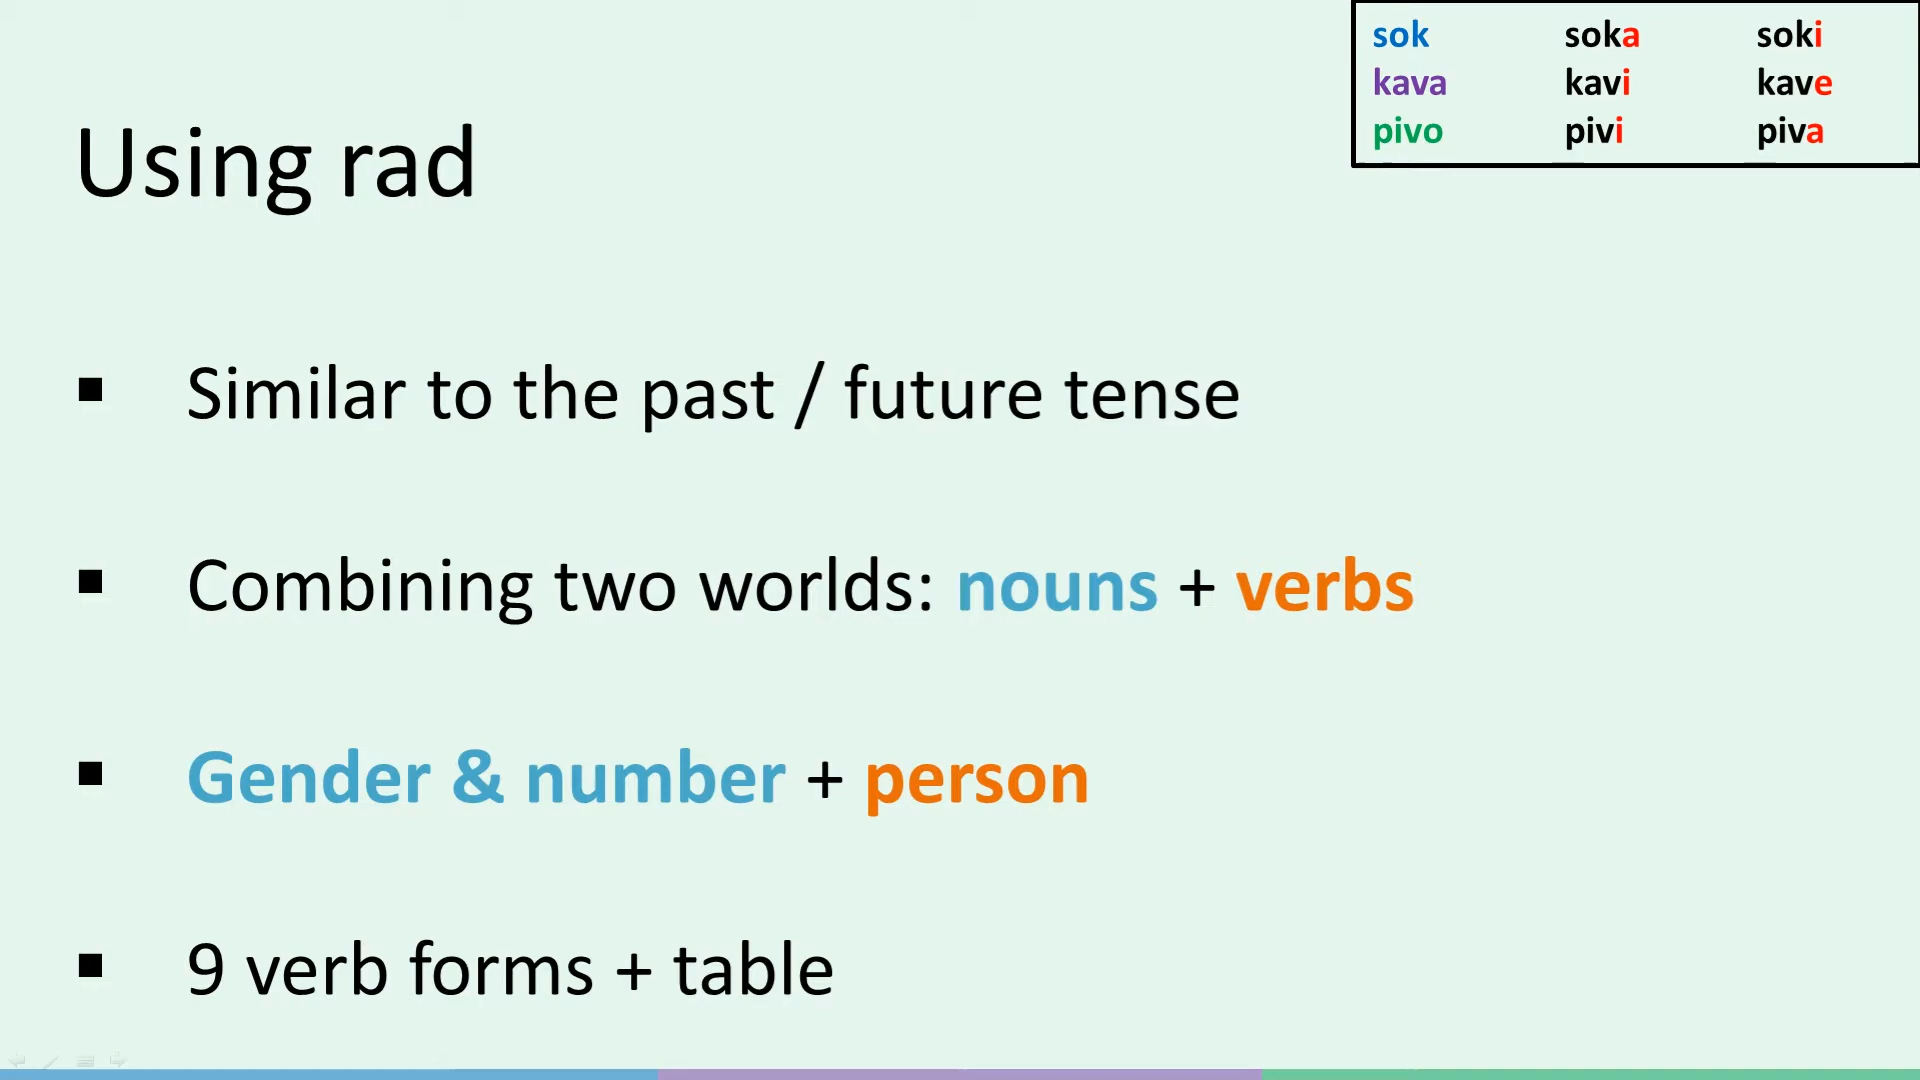 sok soka soki
kava kavi kave
pivo pivi piva
Using rad
Similar to the past / future tense
Combining two worlds: nouns + verbs
Gender & number + person
9 verb forms + table